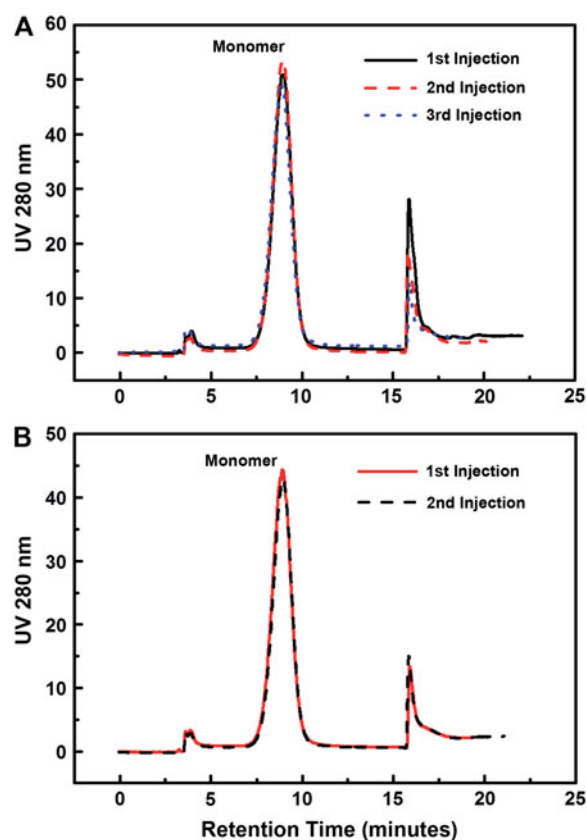 A
Monomer
1st Injection
2nd Injection
3rd Injection
UV 280 nm
60
50
40
30
20
10
0
0 5 10 15 20 25
B
Monomer
1st Injection
2nd Injection
UV 280 nm
50
40
30
20
10
0
0 5 10 15 20 25
Retention Time (minutes)